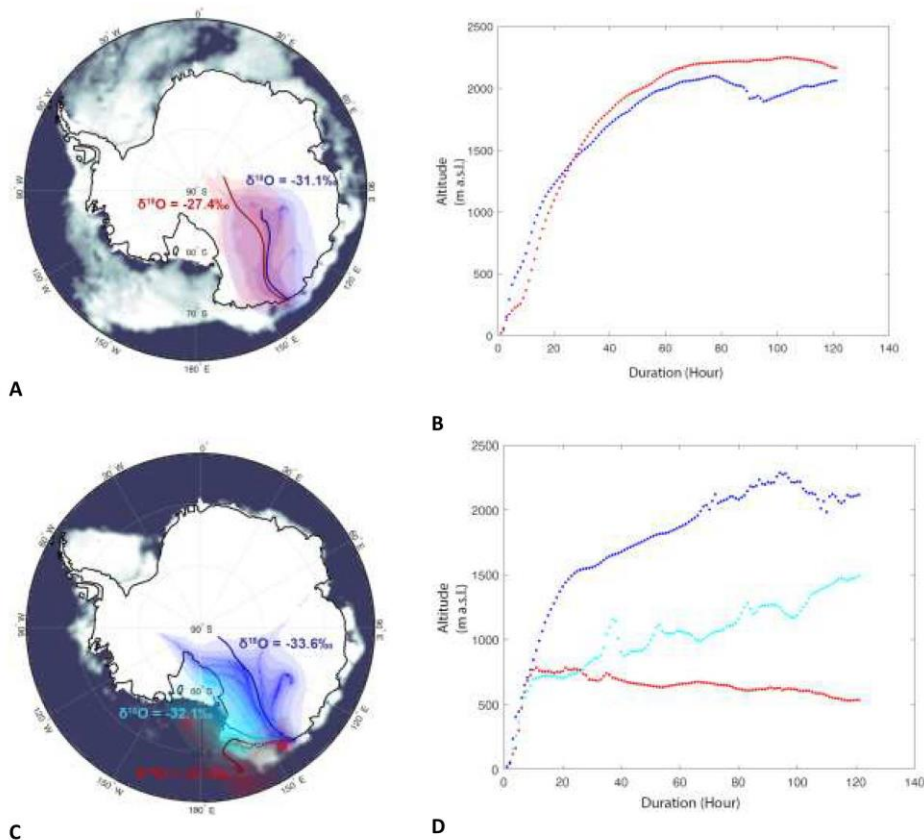 0°
30° W
30° E
60° W
60° E
δ¹⁸O = -31.1‰
90° W
90° S
90° E
δ¹⁸O = -27.4‰
80° S
120° W
120° E
70° S
150° W
150° E
180° E
A
2500
2000
1500
1000
500
0
Altitude
(m a.s.l.)
0 20 40 60 80 100 120 140
Duration (Hour)
B
0°
30° W
30° E
60° W
60° E
90° W
90° S
90° E
δ¹⁸O = -33.6‰
80° S
δ¹⁸O = -32.1‰
120° W
120° E
150° W
150° E
180° E
C
2500
2000
1500
1000
500
0
Altitude
(m a.s.l.)
0 20 40 60 80 100 120 140
Duration (Hour)
D